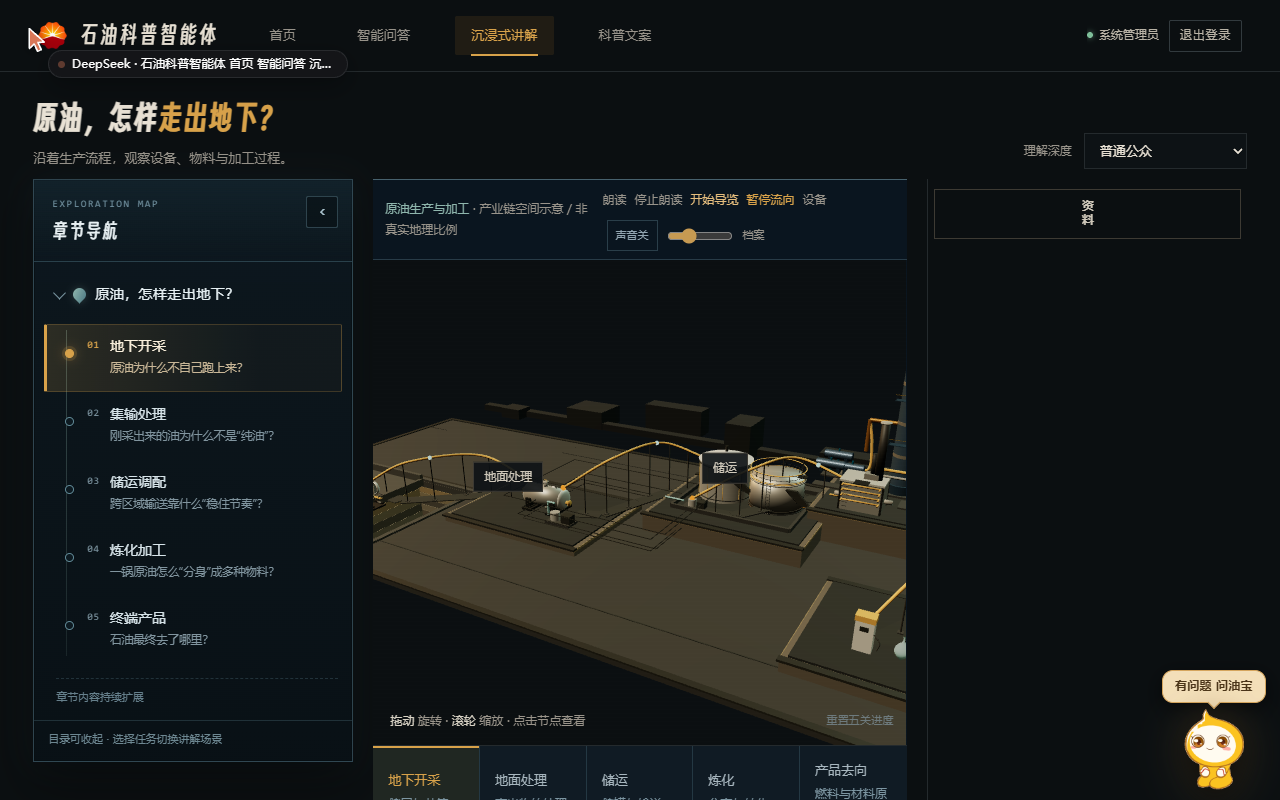 石油科普智能体
首页
智能问答
沉浸式讲解
科普文案
系统管理员
退出登录
DeepSeek · 石油科普智能体 首页 智能问答 沉...
原油，怎样走出地下？
沿着生产流程，观察设备、物料与加工过程。
理解深度
普通公众
EXPLORATION MAP
章节导航
原油，怎样走出地下？
01 地下开采
原油为什么不自己跑上来？
02 集输处理
刚采出来的油为什么不是“纯油”？
03 储运调配
跨区域输送靠什么“稳住节奏”？
04 炼化加工
一锅原油怎么“分身”成多种物料？
05 终端产品
石油最终去了哪里？
章节内容持续扩展
目录可收起 · 选择任务切换讲解场景
原油生产与加工 · 产业链空间示意 / 非
真实地理比例
朗读 停止朗读 开始导览 暂停流向 设备
声音关
档案
地面处理
储运
拖动 旋转 · 滚轮 缩放 · 点击节点查看
重置五关进度
地下开采
地面处理
储运
炼化
产品去向
燃料与材料原
资
料
有问题 问油宝